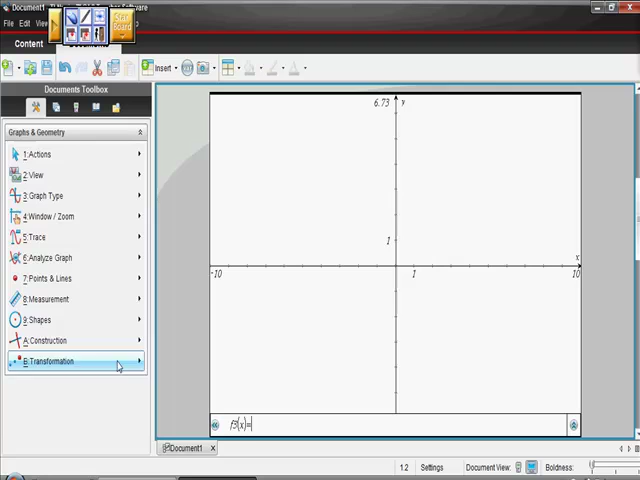 Document1
Software
File Edit
StarBoard
Content
Insert
Documents Toolbox
Graphs & Geometry
1:Actions
2:View
3:Graph Type
4:Window / Zoom
5:Trace
6:Analyze Graph
7:Points & Lines
8:Measurement
9:Shapes
A:Construction
B:Transformation
6.73 y
1
x
-10 1 10
f3(x)=
Document1
1.2 Settings Document View: Boldness: